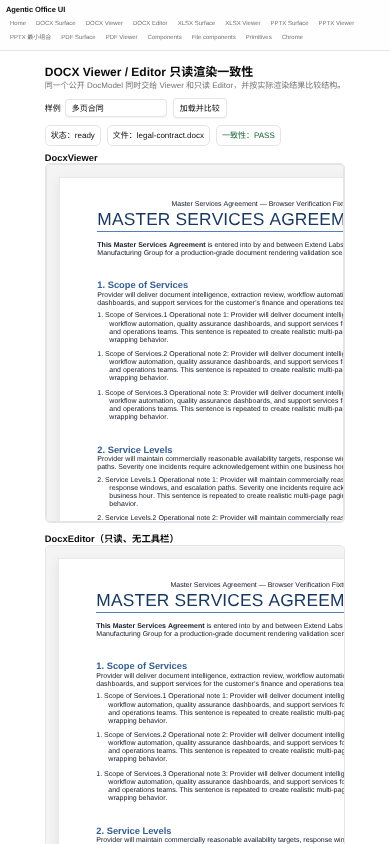 Agentic Office UI
Home DOCX Surface DOCX Viewer DOCX Editor XLSX Surface XLSX Viewer PPTX Surface PPTX Viewer
PPTX 最小组合 PDF Surface PDF Viewer Components File components Primitives Chrome
DOCX Viewer / Editor 只读渲染一致性
同一个公开 DocModel 同时交给 Viewer 和只读 Editor，并按实际渲染结果比较结构。
样例 多页合同 加载并比较
状态：ready 文件：legal-contract.docx 一致性：PASS
DocxViewer
Master Services Agreement — Browser Verification Fix
MASTER SERVICES AGREEM
This Master Services Agreement is entered into by and between Extend Labs
Manufacturing Group for a production-grade document rendering validation sce
1. Scope of Services
Provider will deliver document intelligence, extraction review, workflow automati
dashboards, and support services for the customer's finance and operations tea
1. Scope of Services.1 Operational note 1: Provider will deliver document intellig
workflow automation, quality assurance dashboards, and support services f
and operations teams. This sentence is repeated to create realistic multi-pa
wrapping behavior.
1. Scope of Services.2 Operational note 2: Provider will deliver document intellig
workflow automation, quality assurance dashboards, and support services f
and operations teams. This sentence is repeated to create realistic multi-pa
wrapping behavior.
1. Scope of Services.3 Operational note 3: Provider will deliver document intellig
workflow automation, quality assurance dashboards, and support services f
and operations teams. This sentence is repeated to create realistic multi-pa
wrapping behavior.
2. Service Levels
Provider will maintain commercially reasonable availability targets, response wi
paths. Severity one incidents require acknowledgement within one business ho
2. Service Levels.1 Operational note 1: Provider will maintain commercially reas
response windows, and escalation paths. Severity one incidents require ack
business hour. This sentence is repeated to create realistic multi-page pagin
behavior.
2. Service Levels.2 Operational note 2: Provider will maintain commercially reas
DocxEditor（只读、无工具栏）
Master Services Agreement — Browser Verification Fixt
MASTER SERVICES AGREEM
This Master Services Agreement is entered into by and between Extend Labs
Manufacturing Group for a production-grade document rendering validation scer
1. Scope of Services
Provider will deliver document intelligence, extraction review, workflow automatic
dashboards, and support services for the customer's finance and operations tea
1. Scope of Services.1 Operational note 1: Provider will deliver document intellig
workflow automation, quality assurance dashboards, and support services fo
and operations teams. This sentence is repeated to create realistic multi-pag
wrapping behavior.
1. Scope of Services.2 Operational note 2: Provider will deliver document intellig
workflow automation, quality assurance dashboards, and support services fo
and operations teams. This sentence is repeated to create realistic multi-pag
wrapping behavior.
1. Scope of Services.3 Operational note 3: Provider will deliver document intellig
workflow automation, quality assurance dashboards, and support services fo
and operations teams. This sentence is repeated to create realistic multi-pag
wrapping behavior.
2. Service Levels
Provider will maintain commercially reasonable availability targets, response win